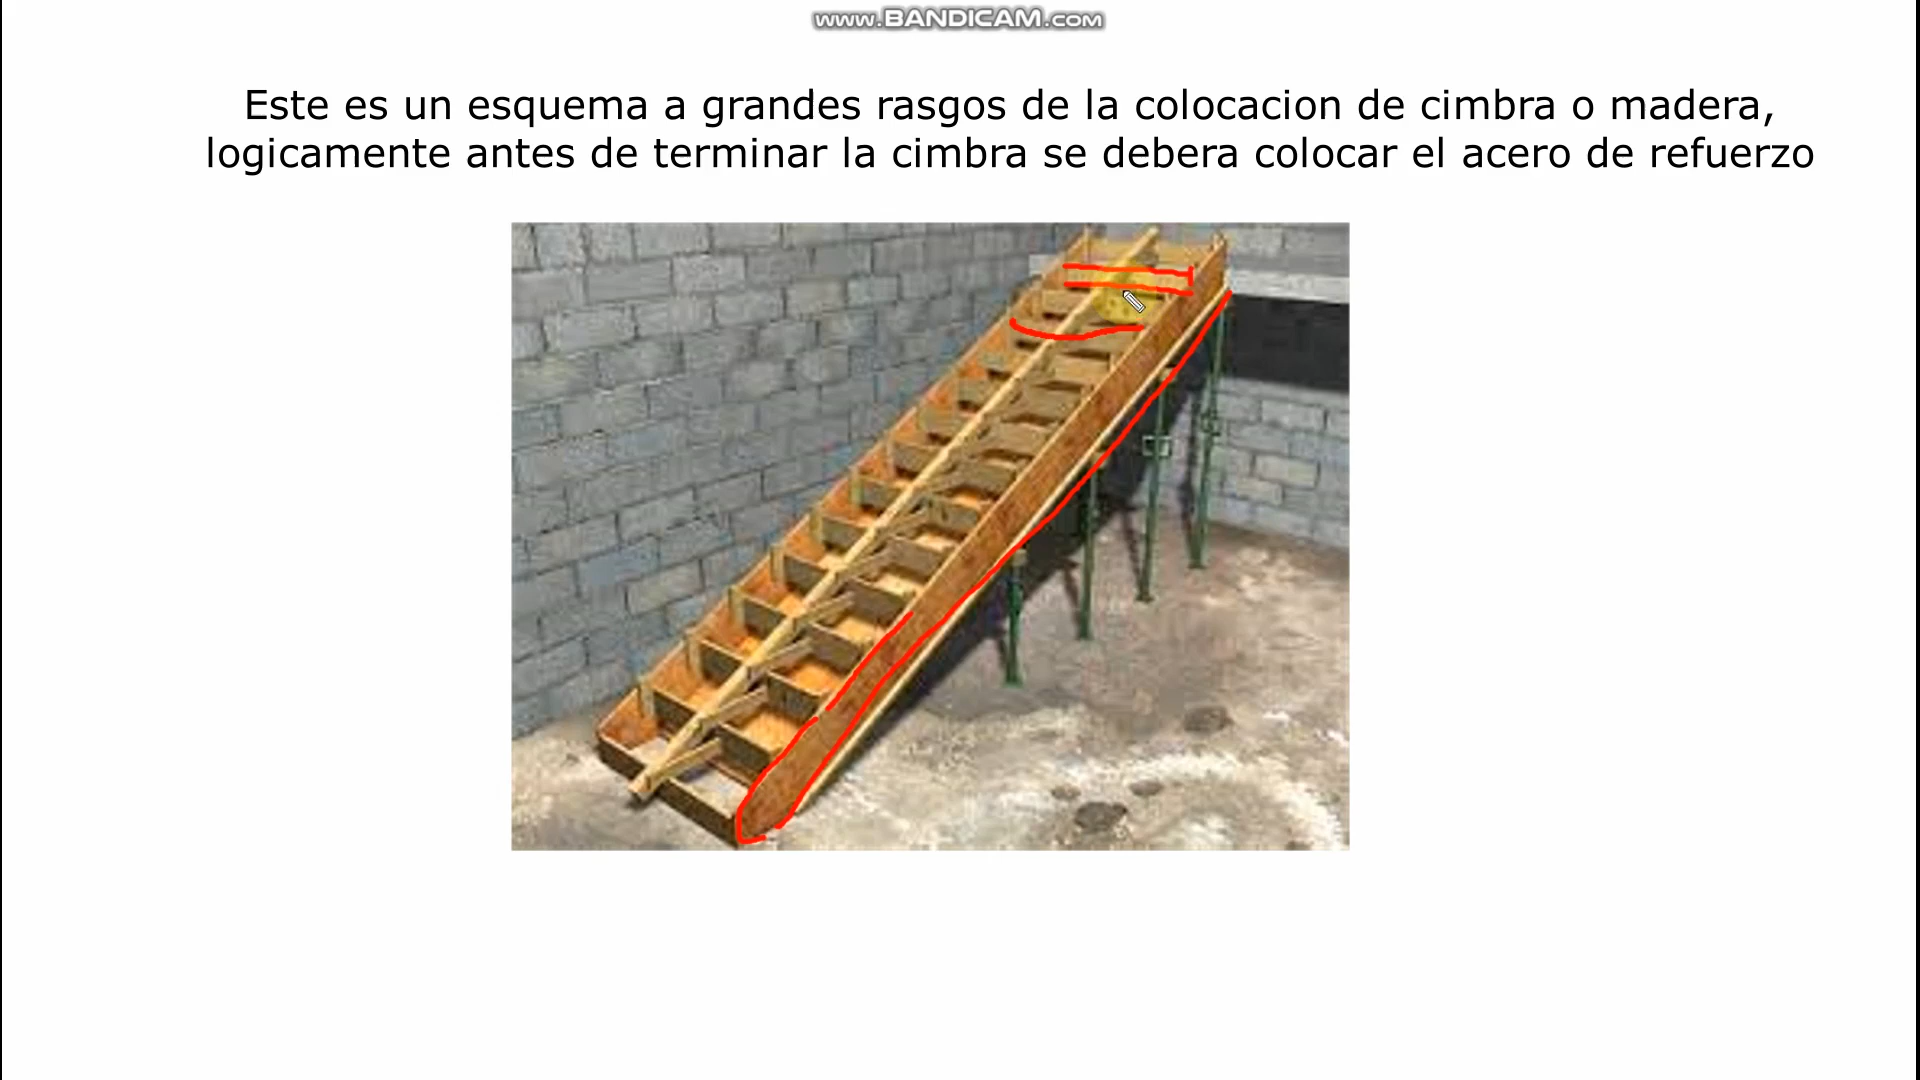 www.BANDICAM.com
Este es un esquema a grandes rasgos de la colocacion de cimbra o madera,
logicamente antes de terminar la cimbra se debera colocar el acero de refuerzo